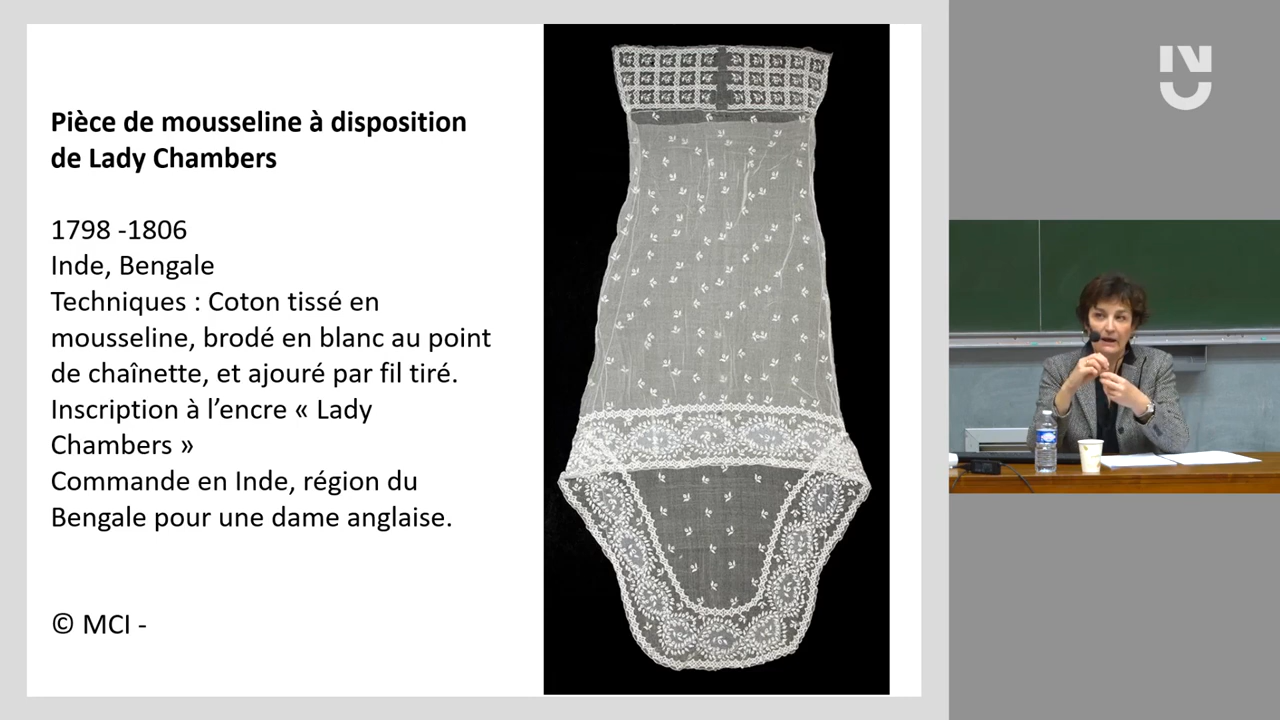 Pièce de mousseline à disposition
de Lady Chambers
1798 -1806
Inde, Bengale
Techniques : Coton tissé en
mousseline, brodé en blanc au point
de chaînette, et ajouré par fil tiré.
Inscription à l’encre « Lady
Chambers »
Commande en Inde, région du
Bengale pour une dame anglaise.
© MCI -